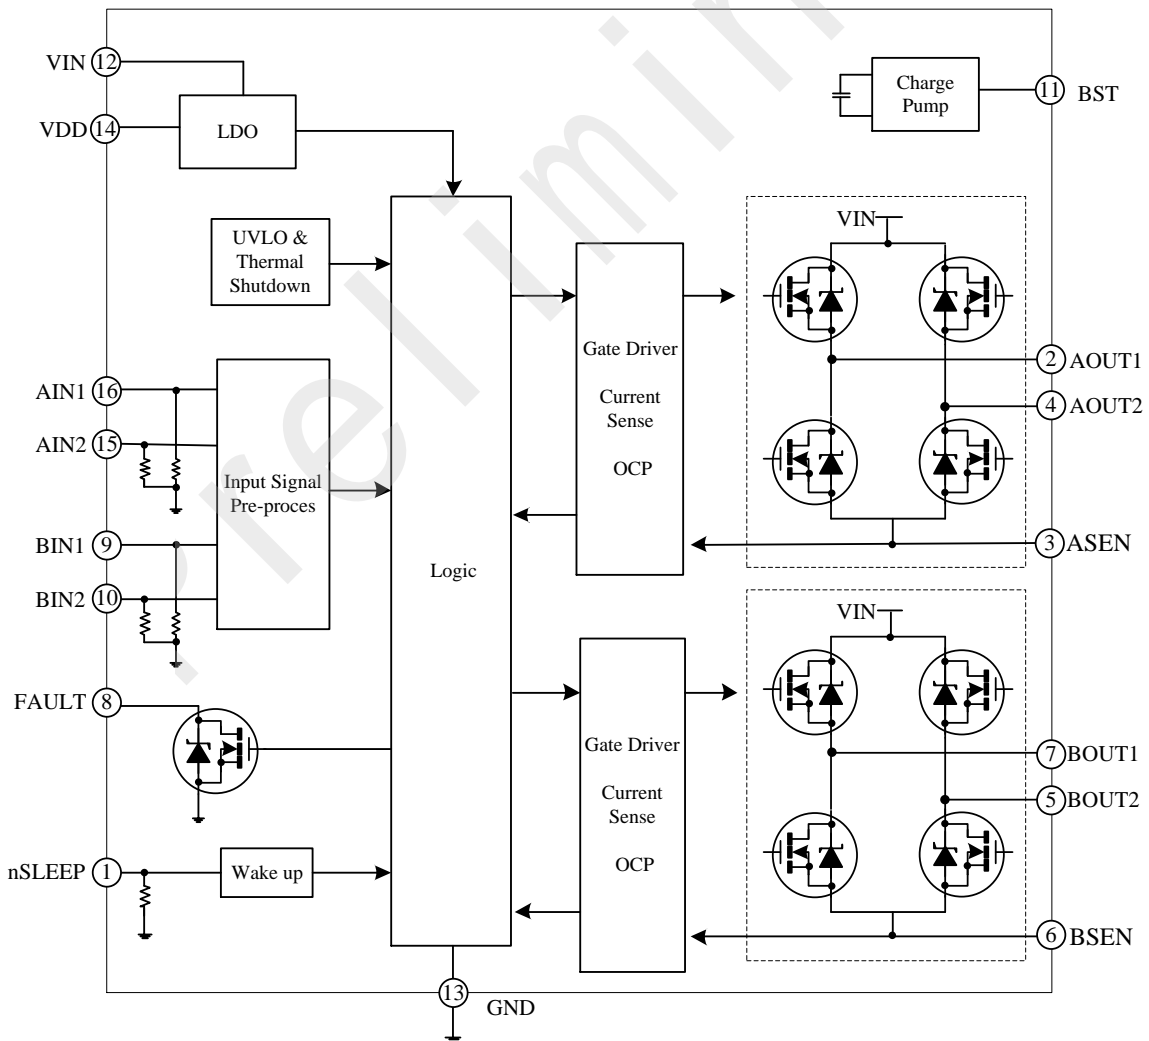 VIN 12
VDD 14
LDO
Charge
Pump
11 BST
UVLO &
Thermal
Shutdown
AIN1 16
AIN2 15
BIN1 9
BIN2 10
Input Signal
Pre-proces
FAULT 8
nSLEEP 1
Wake up
Logic
13
GND
Gate Driver
Current
Sense
OCP
VIN
2 AOUT1
4 AOUT2
3 ASEN
Gate Driver
Current
Sense
OCP
VIN
7 BOUT1
5 BOUT2
6 BSEN
Prelimin